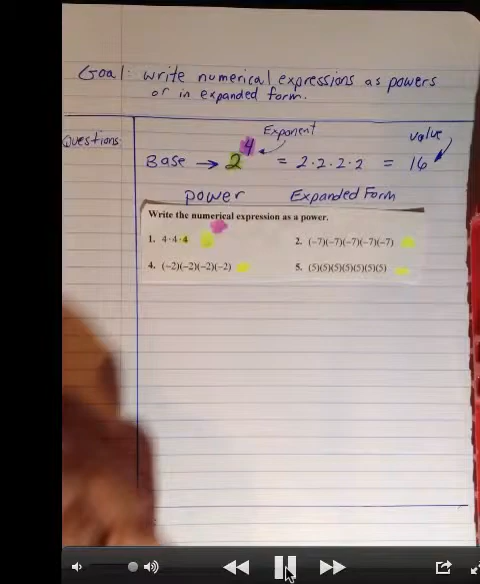 Goal: write numerical expressions as powers
or in expanded form.
Questions
Exponent
value
Base → 2⁴ = 2·2·2·2 = 16
power Expanded Form
Write the numerical expression as a power.
1. 4·4·4
2. (−7)(−7)(−7)(−7)(−7)
4. (−2)(−2)(−2)(−2)
5. (5)(5)(5)(5)(5)(5)(5)